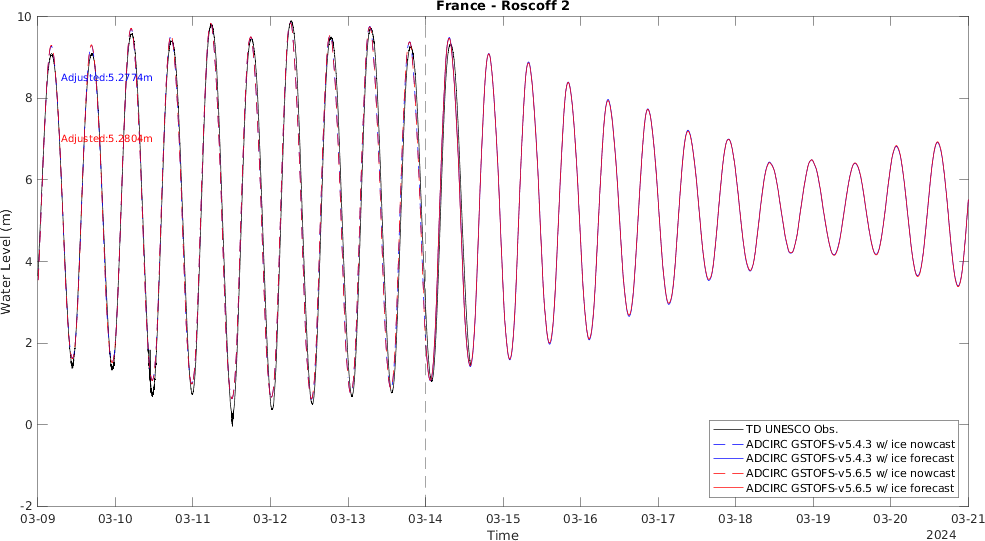 France - Roscoff 2
10
8
6
4
2
0
-2
Water Level (m)
Adjusted:5.2774m
Adjusted:5.2804m
TD UNESCO Obs.
ADCIRC GSTOFS-v5.4.3 w/ ice nowcast
ADCIRC GSTOFS-v5.4.3 w/ ice forecast
ADCIRC GSTOFS-v5.6.5 w/ ice nowcast
ADCIRC GSTOFS-v5.6.5 w/ ice forecast
03-09 03-10 03-11 03-12 03-13 03-14 03-15 03-16 03-17 03-18 03-19 03-20 03-21
Time
2024